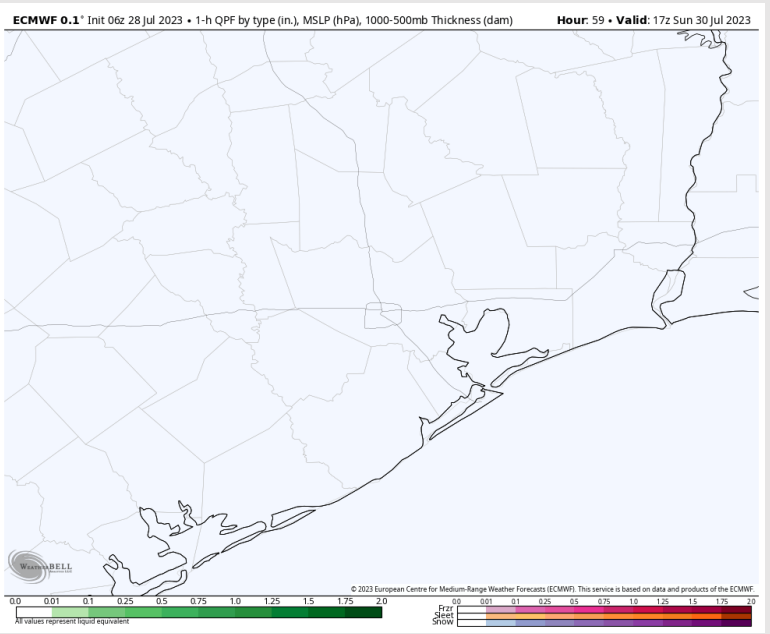 ECMWF 0.1° Init 06z 28 Jul 2023 • 1-h QPF by type (in.), MSLP (hPa), 1000-500mb Thickness (dam) Hour: 59 • Valid: 17z Sun 30 Jul 2023
WEATHERBELL
© 2023 European Centre for Medium-Range Weather Forecasts (ECMWF). This service is based on data and products of the ECMWF.
0.0 0.01 0.1 0.25 0.5 0.75 1.0 1.25 1.5 1.75 2.0
All values represent liquid equivalent
0.0 0.01 0.1 0.25 0.5 0.75 1.0 1.25 1.5 1.75 2.0
Frzr
Sleet
Snow